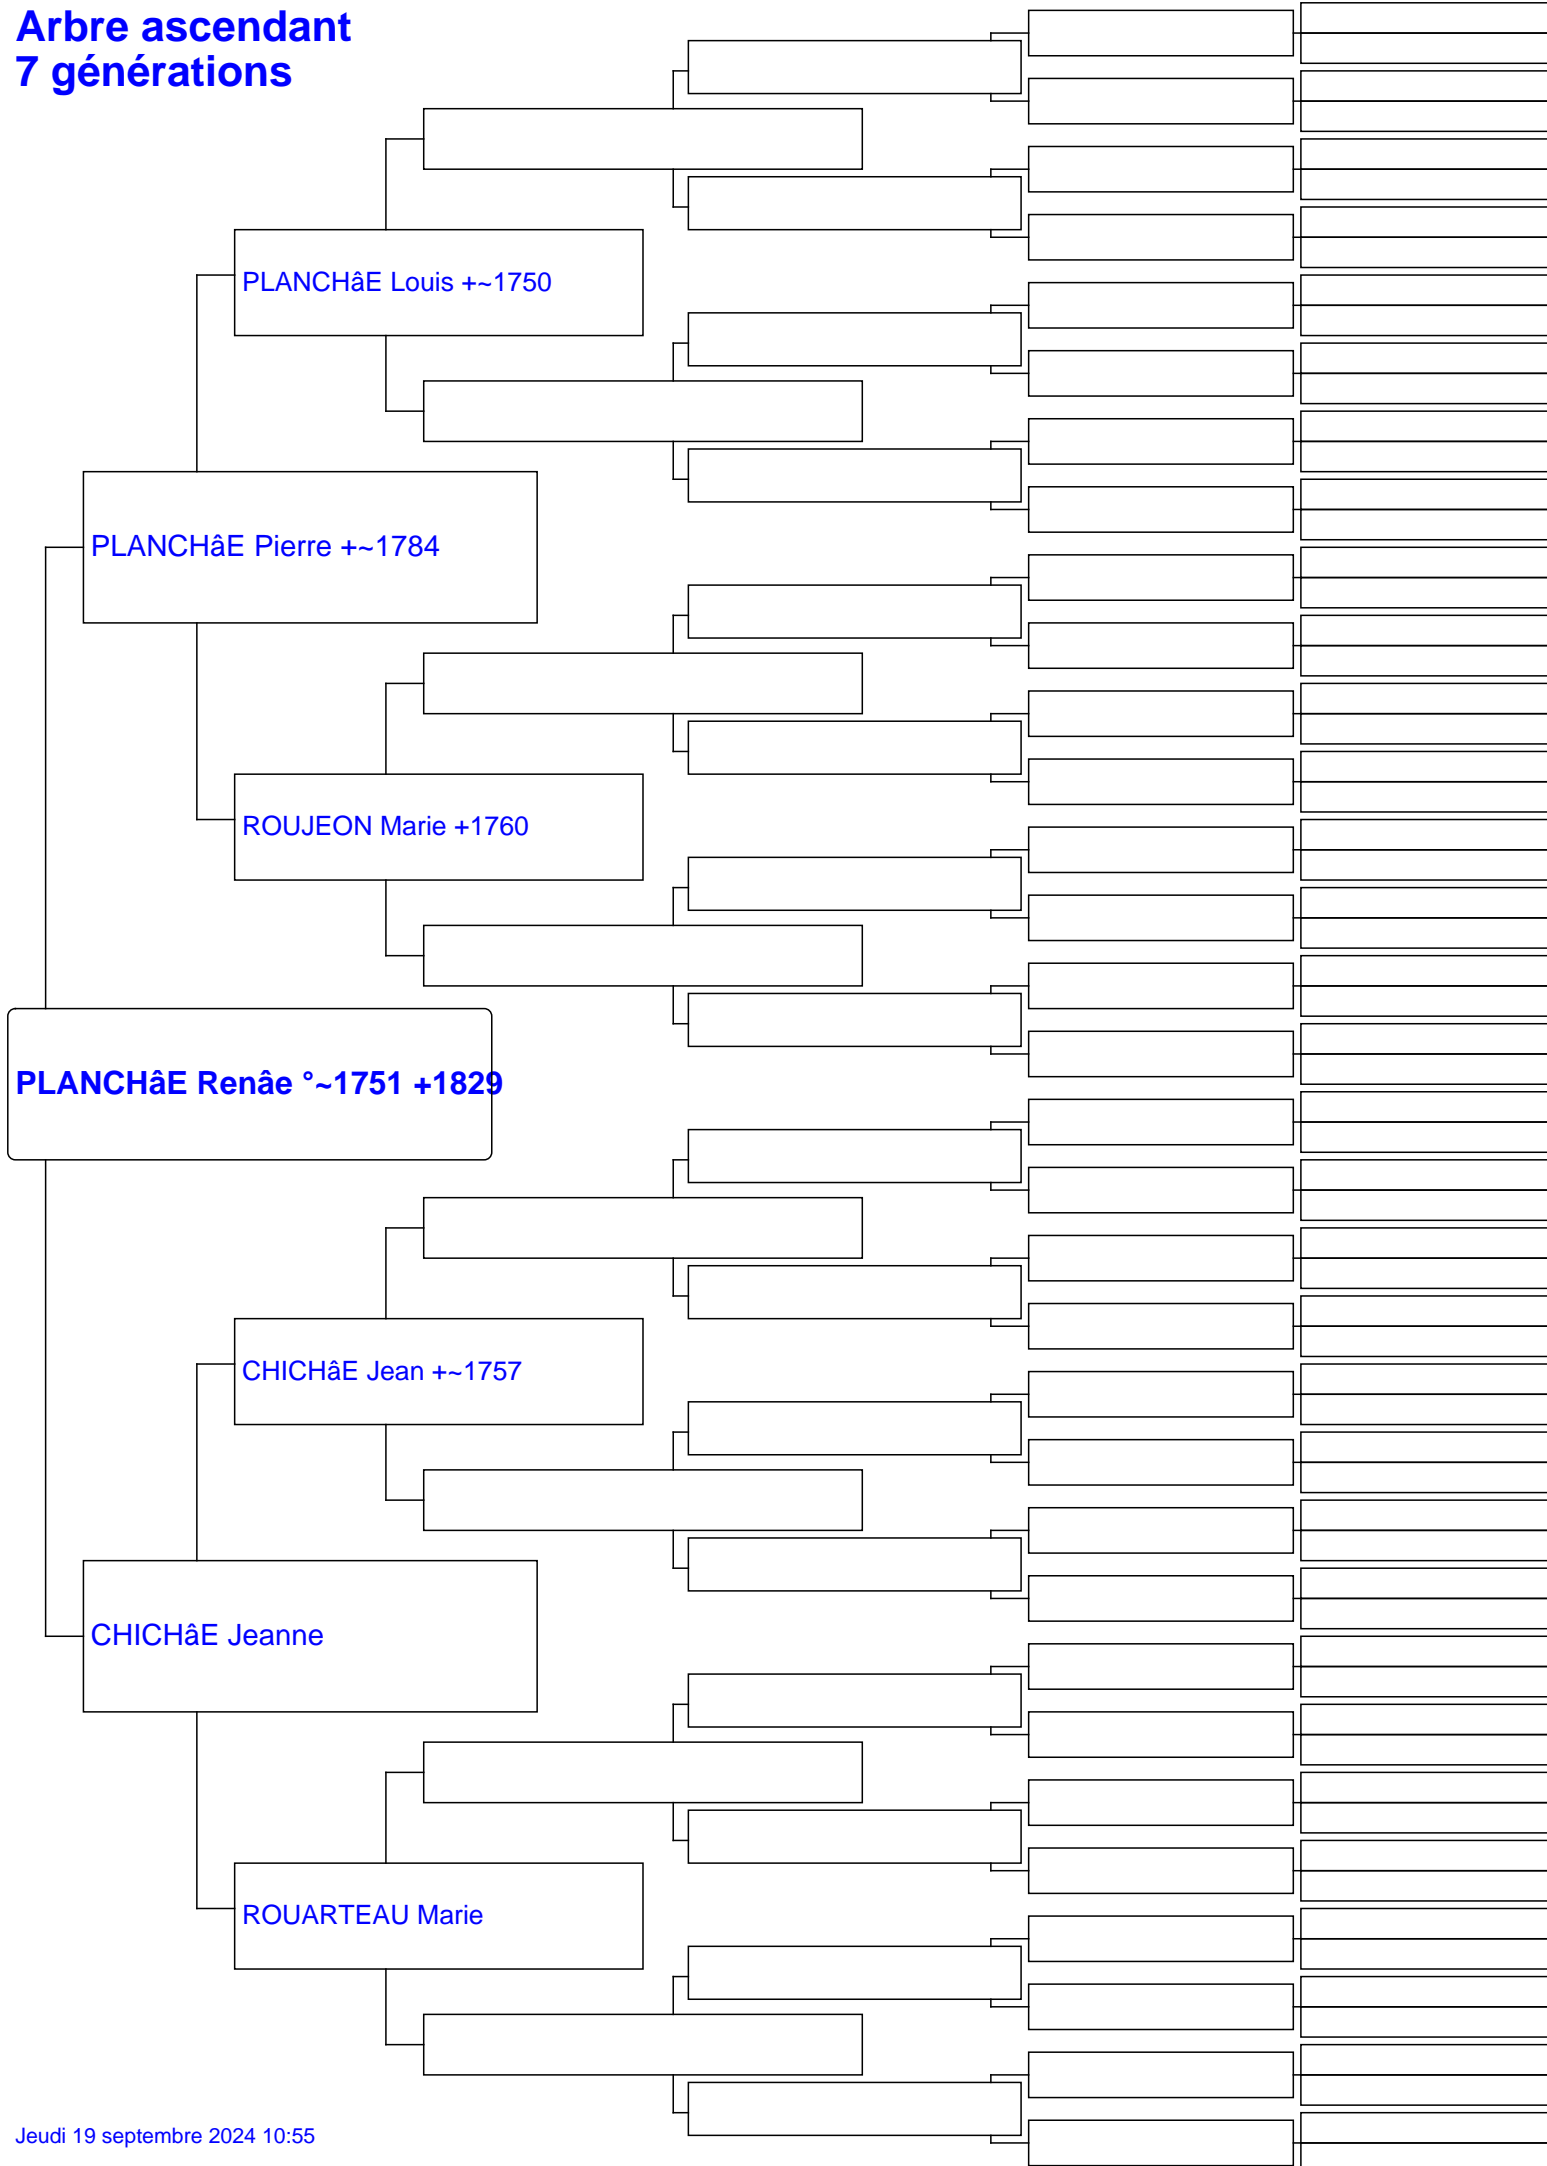 Arbre ascendant
7 générations
PLANCHâE Louis +~1750
PLANCHâE Pierre +~1784
ROUJEON Marie +1760
PLANCHâE Renâe °~1751 +1829
CHICHâE Jean +~1757
CHICHâE Jeanne
ROUARTEAU Marie
Jeudi 19 septembre 2024 10:55